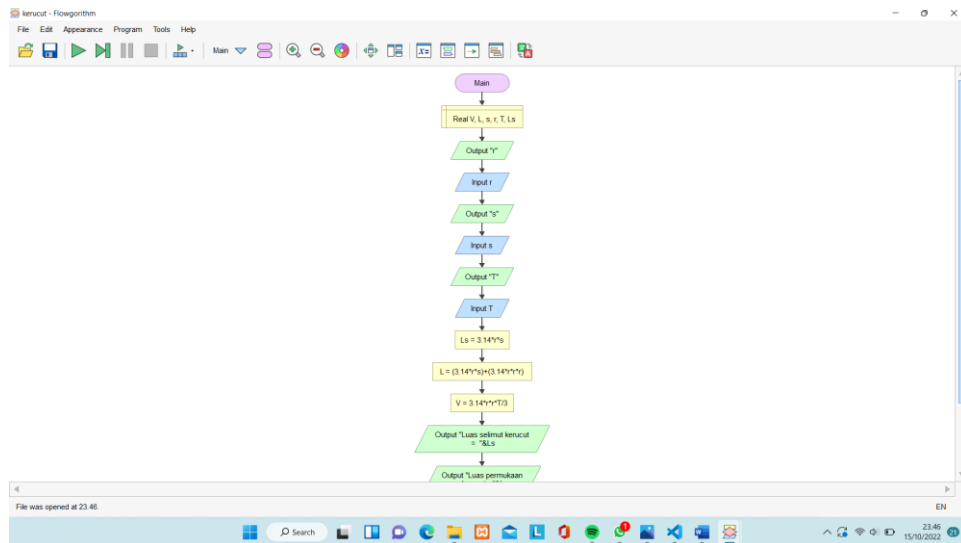 kerucut - Flowgorithm
File Edit Appearance Program Tools Help
Main
Main
Real V, L, s, r, T, Ls
Output "r"
Input r
Output "s"
Input s
Output "T"
Input T
Ls = 3.14*r*s
L = (3.14*r*s)+(3.14*r*r)
V = 3.14*r*r*T/3
Output "Luas selimut kerucut
= "&Ls
Output "Luas permukaan
File was opened at 23.46.
EN
Search
23.46
15/10/2022